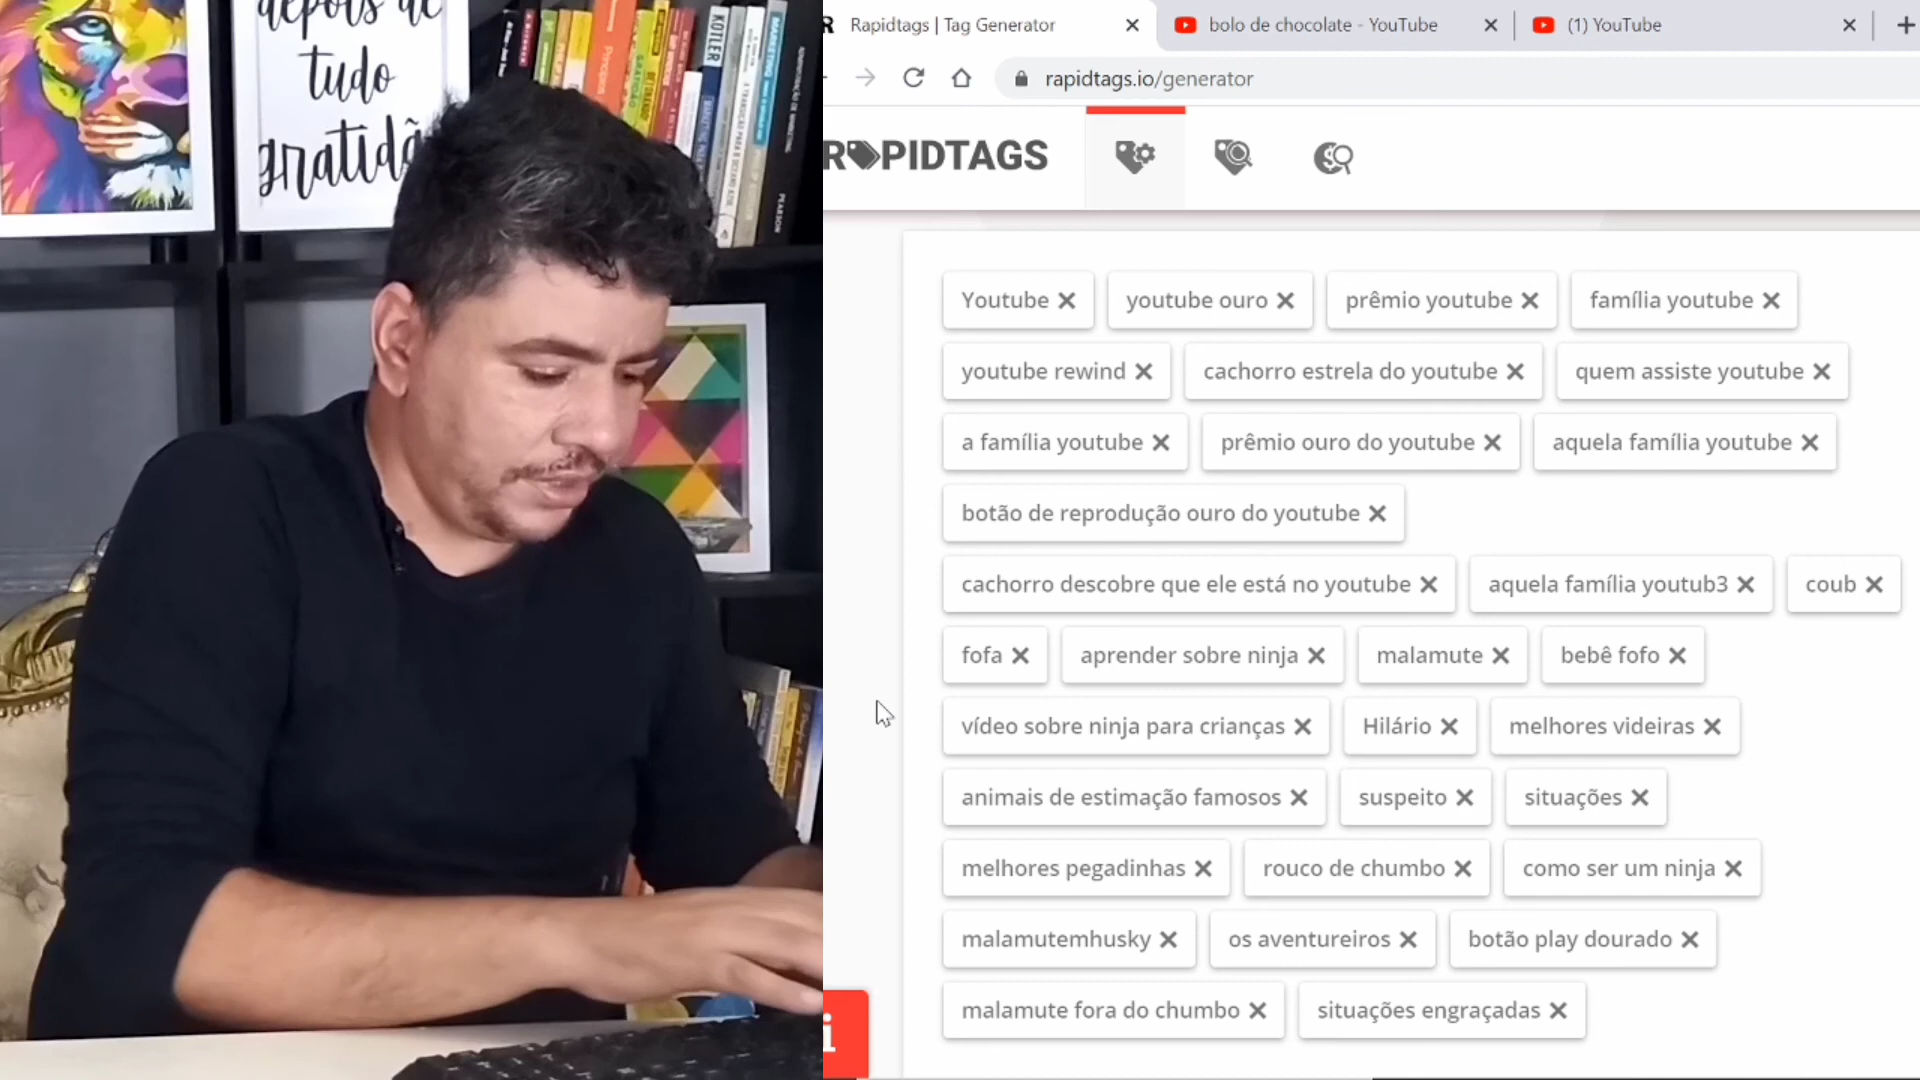 depois de
tudo
gratidã
KOTLER
PEARSON
Rapidtags | Tag Generator
bolo de chocolate - YouTube
(1) YouTube
rapidtags.io/generator
RAPIDTAGS
Youtube
youtube ouro
prêmio youtube
família youtube
youtube rewind
cachorro estrela do youtube
quem assiste youtube
a família youtube
prêmio ouro do youtube
aquela família youtube
botão de reprodução ouro do youtube
cachorro descobre que ele está no youtube
aquela família youtub3
coub
fofa
aprender sobre ninja
malamute
bebê fofo
vídeo sobre ninja para crianças
Hilário
melhores videiras
animais de estimação famosos
suspeito
situações
melhores pegadinhas
rouco de chumbo
como ser um ninja
malamutemhusky
os aventureiros
botão play dourado
malamute fora do chumbo
situações engraçadas
i